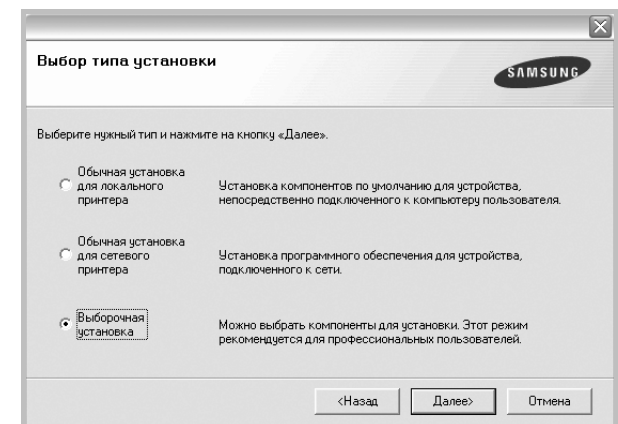 Выбор типа установки
SAMSUNG
Выберите нужный тип и нажмите на кнопку «Далее».
Обычная установка
для локального
принтера
Установка компонентов по умолчанию для устройства,
непосредственно подключенного к компьютеру пользователя.
Обычная установка
для сетевого
принтера
Установка программного обеспечения для устройства,
подключенного к сети.
Выборочная
установка
Можно выбрать компоненты для установки. Этот режим
рекомендуется для профессиональных пользователей.
<Назад
Далее>
Отмена